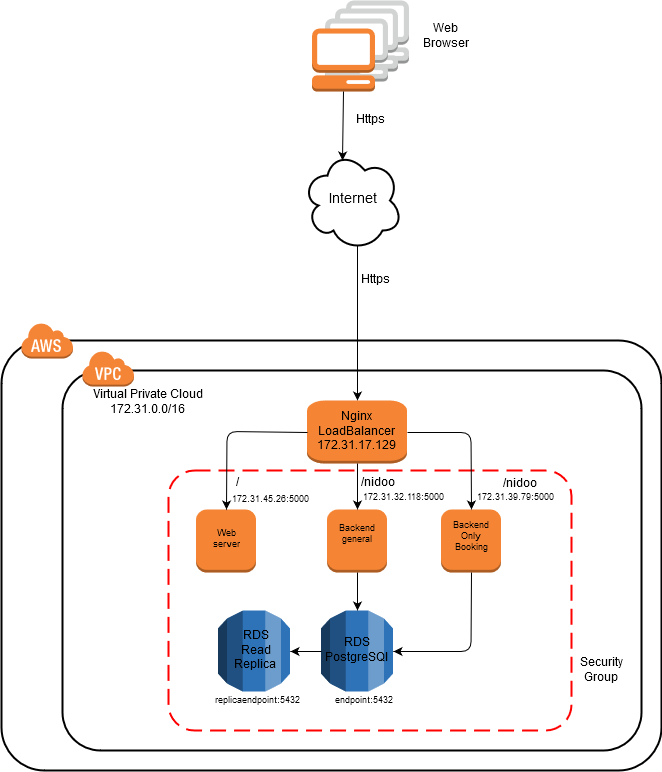 Web
Browser
Https
Internet
Https
AWS
VPC
Virtual Private Cloud
172.31.0.0/16
Nginx
LoadBalancer
172.31.17.129
/
/nidoo
/nidoo
172.31.45.26:5000
172.31.32.118:5000
172.31.39.79:5000
Web
server
Backend
general
Backend
Only
Booking
RDS
Read
Replica
RDS
PostgreSQl
Security
Group
replicaendpoint:5432
endpoint:5432